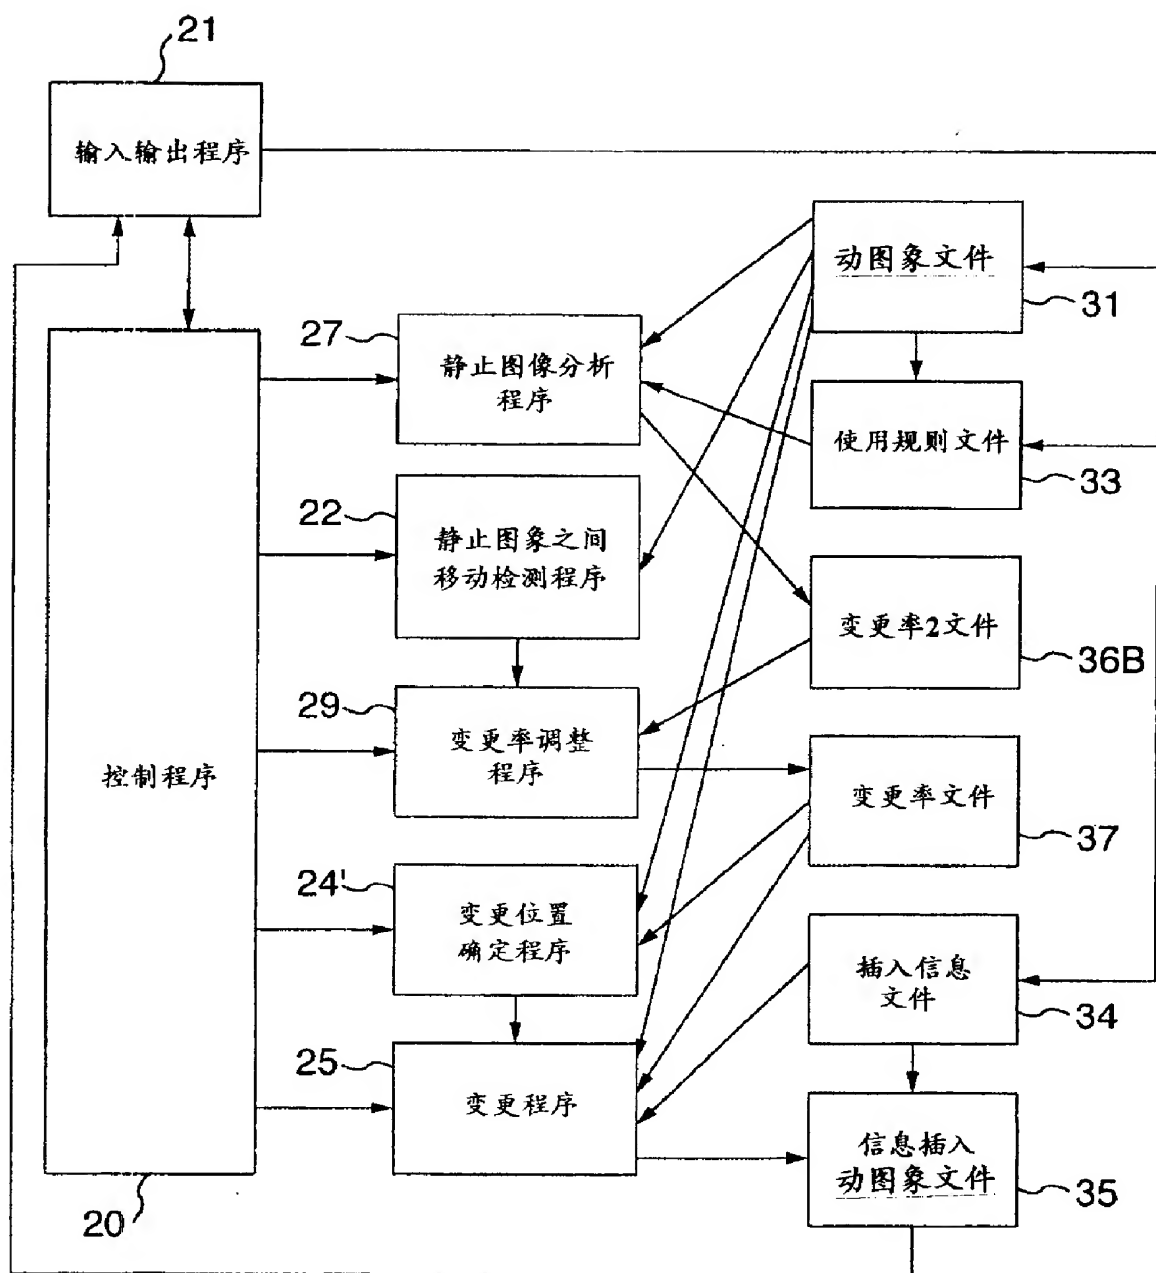 21
输入输出程序
动图象文件
31
27
静止图像分析
程序
使用规则文件
33
22
静止图象之间
移动检测程序
变更率2文件
36B
29
变更率调整
程序
控制程序
变更率文件
37
24'
变更位置
确定程序
插入信息
文件
34
25
变更程序
信息插入
动图象文件
35
20